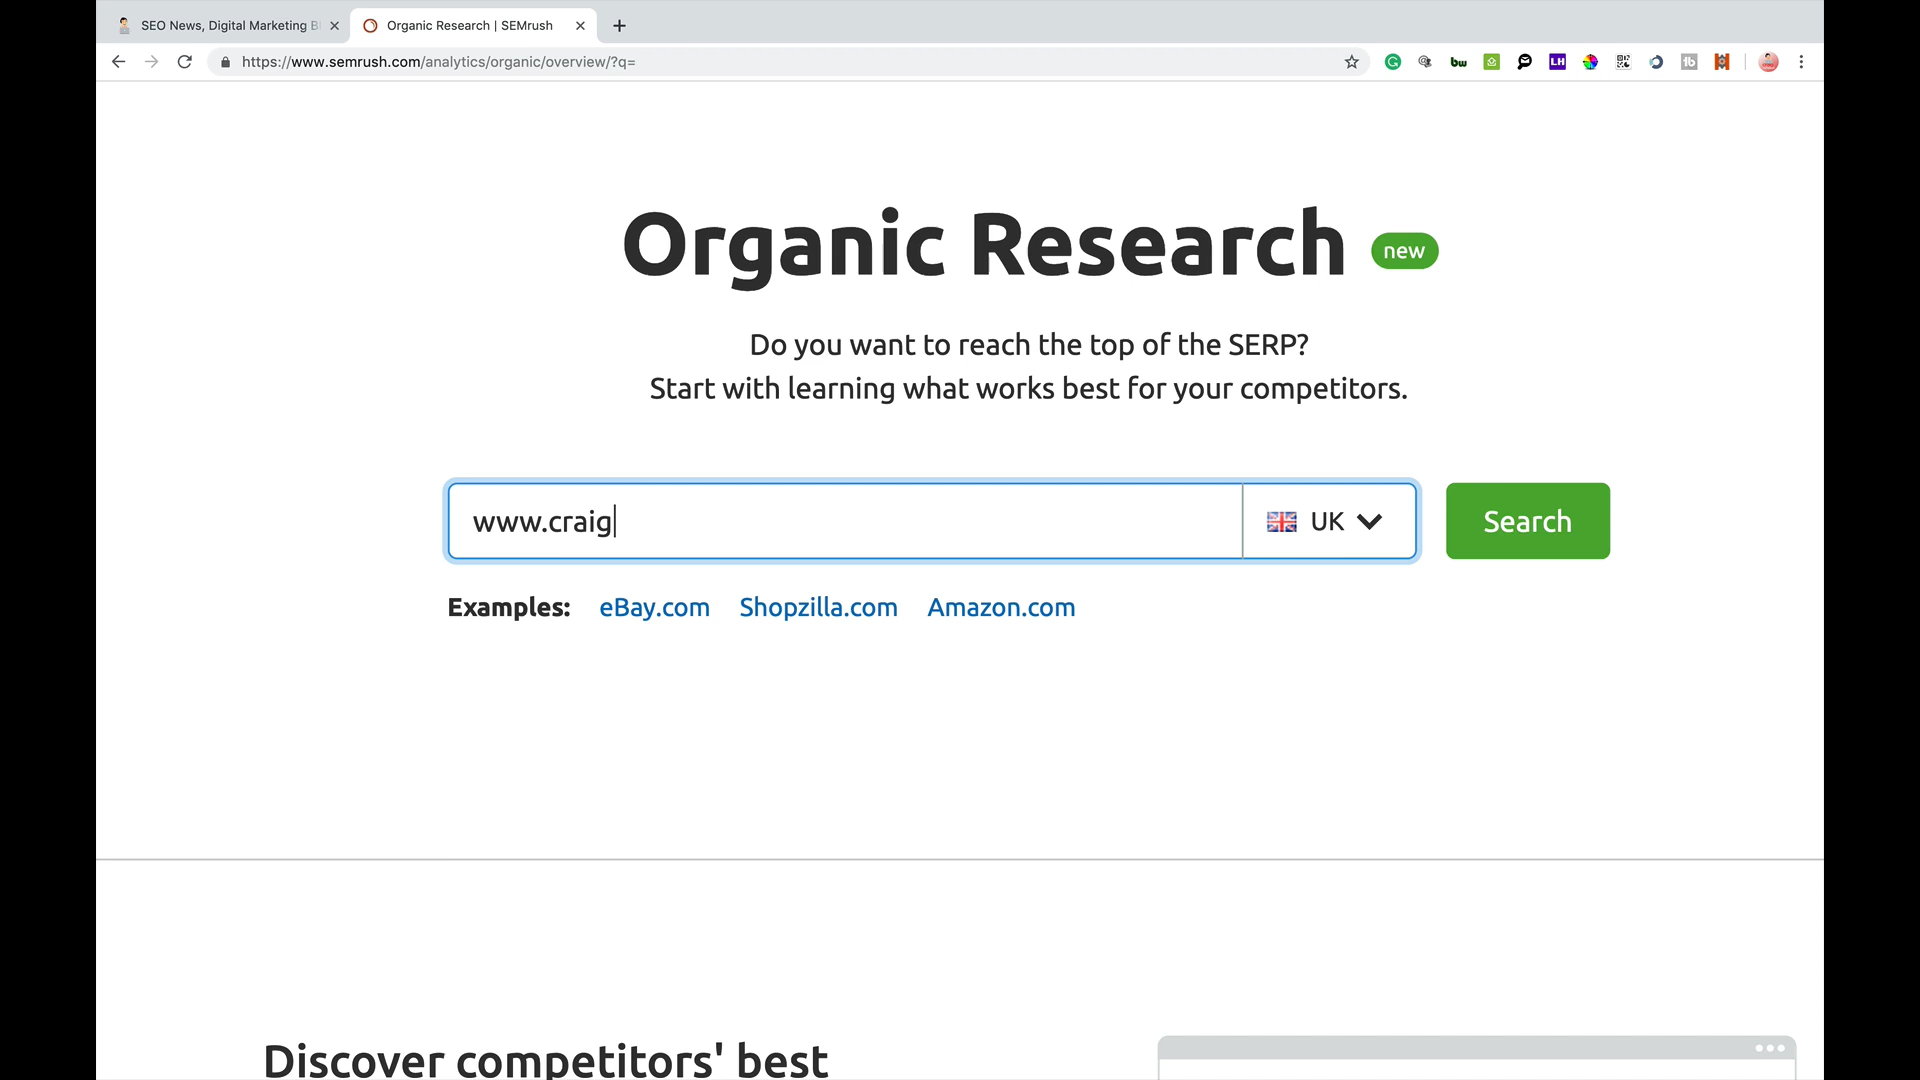 SEO News, Digital Marketing B
Organic Research | SEMrush
https://www.semrush.com/analytics/organic/overview/?q=
bw
LH
Organic Research new
Do you want to reach the top of the SERP?
Start with learning what works best for your competitors.
www.craig
UK
Search
Examples: eBay.com Shopzilla.com Amazon.com
Discover competitors' best